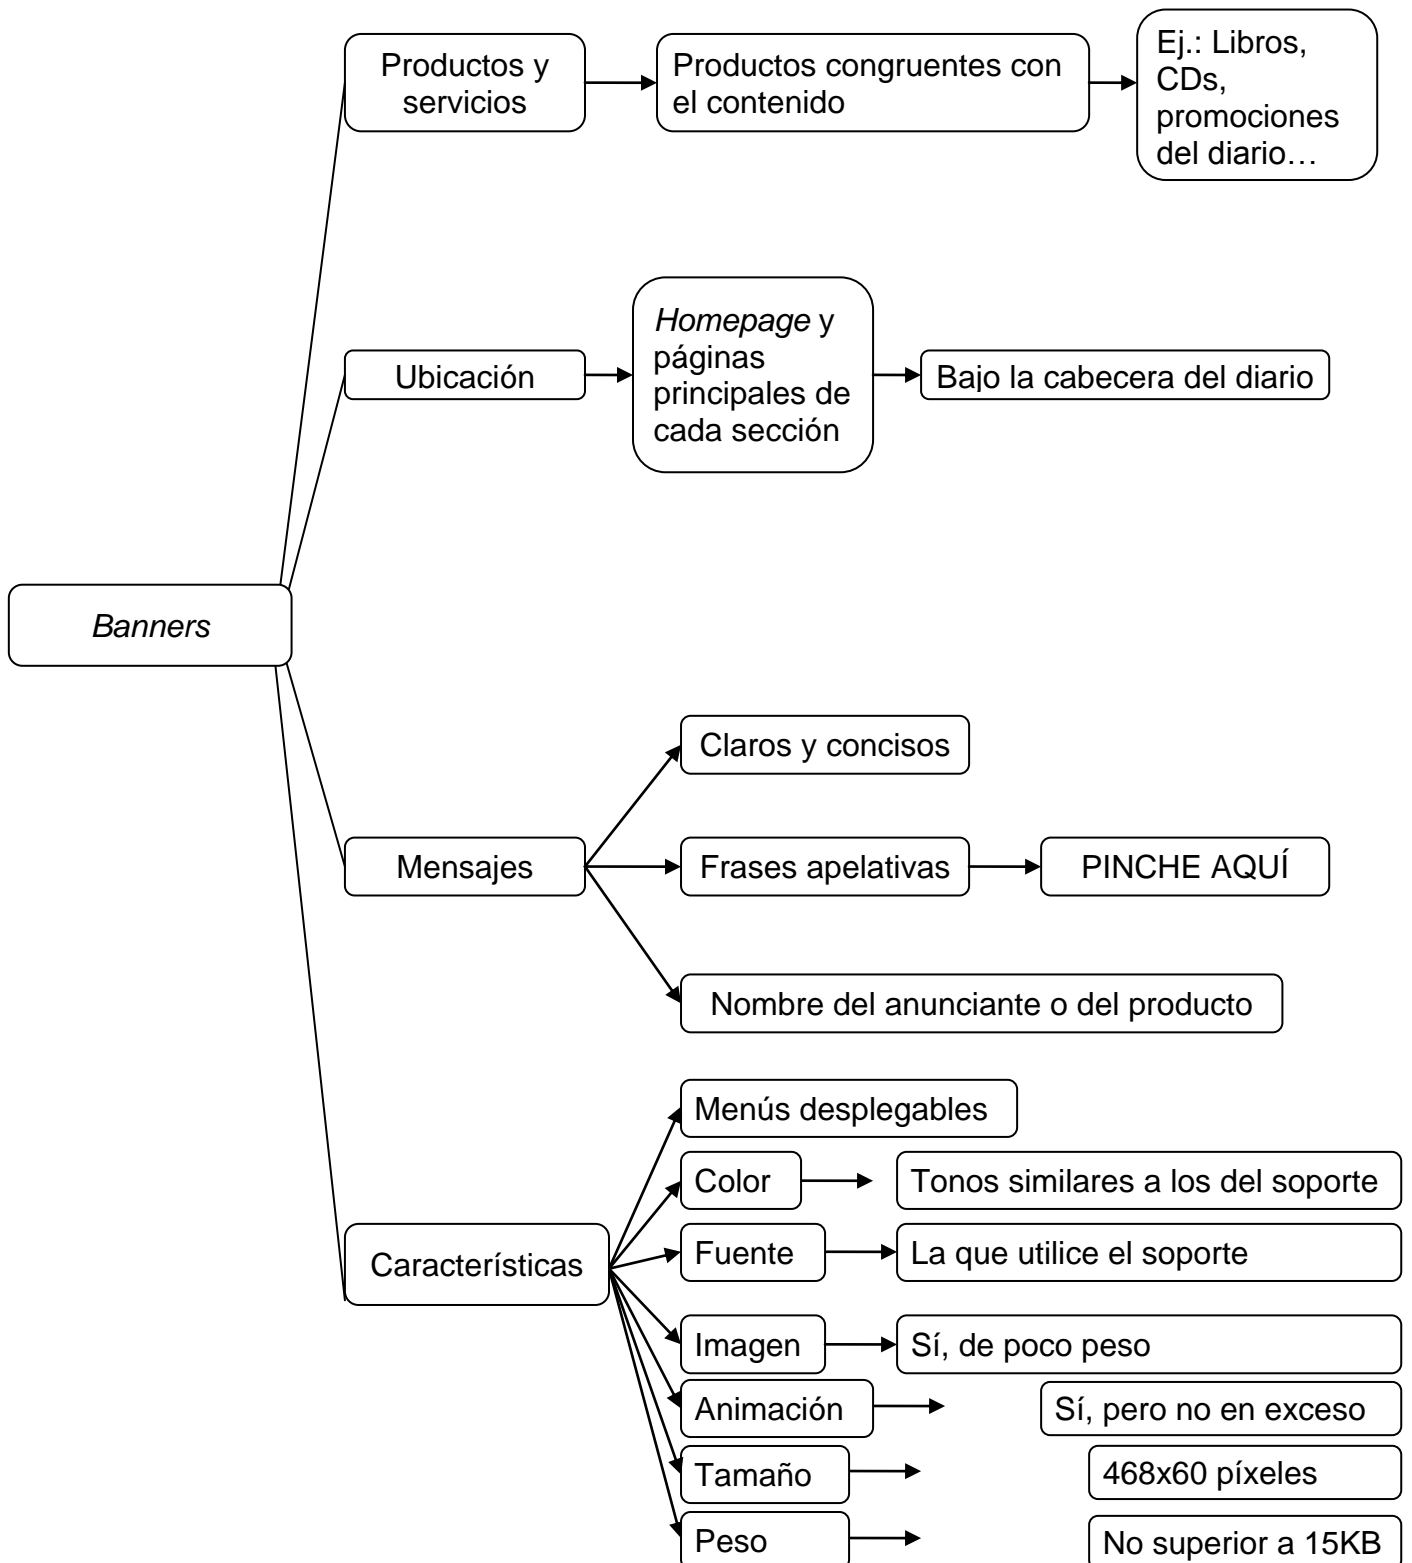 Productos y
servicios
Productos congruentes con
el contenido
Ej.: Libros,
CDs,
promociones
del diario…
Ubicación
Homepage y
páginas
principales de
cada sección
Bajo la cabecera del diario
Banners
Mensajes
Claros y concisos
Frases apelativas
PINCHE AQUÍ
Nombre del anunciante o del producto
Características
Menús desplegables
Color
Tonos similares a los del soporte
Fuente
La que utilice el soporte
Imagen
Sí, de poco peso
Animación
Sí, pero no en exceso
Tamaño
468x60 píxeles
Peso
No superior a 15KB